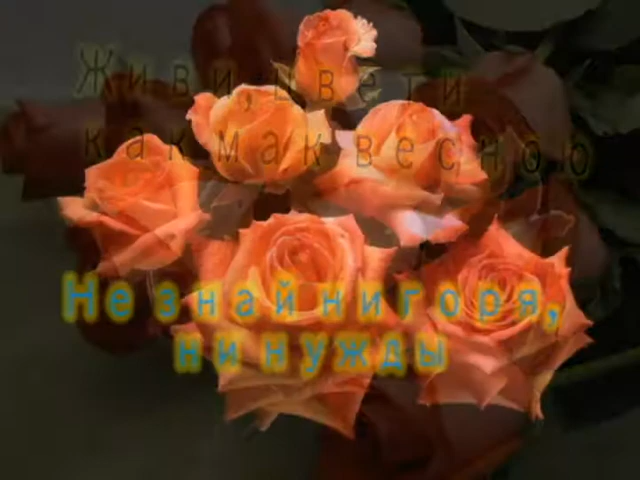 Живи, цвети
как мак весною
Не знай ни горя,
ни нужды